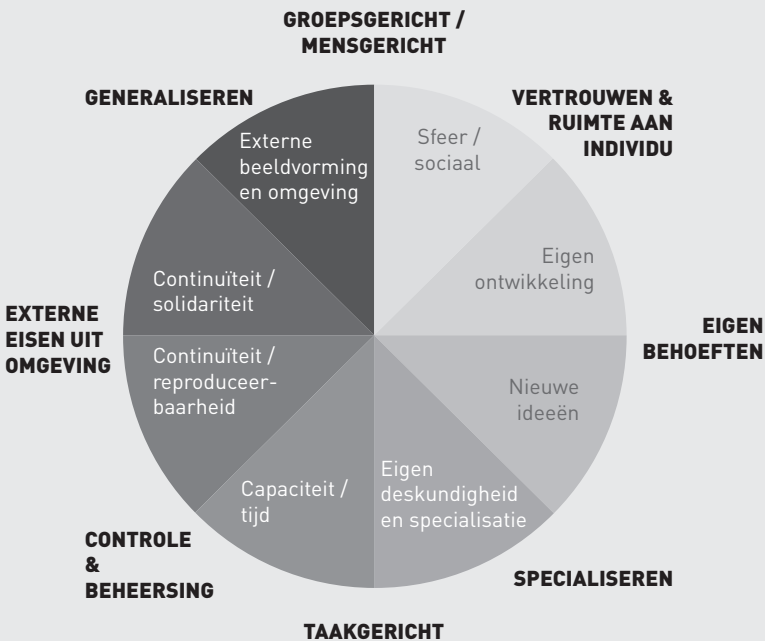 GROEPSGERICHT /
MENSGERICHT
GENERALISEREN
VERTROUWEN &
RUIMTE AAN
INDIVIDU
Externe
beeldvorming
en omgeving
Sfeer /
sociaal
Eigen
ontwikkeling
Continuïteit /
solidariteit
EXTERNE
EISEN UIT
OMGEVING
EIGEN
BEHOEFTEN
Continuïteit /
reproduceer-
baarheid
Nieuwe
ideeën
Capaciteit /
tijd
Eigen
deskundigheid
en specialisatie
CONTROLE
&
BEHEERSING
SPECIALISEREN
TAAKGERICHT